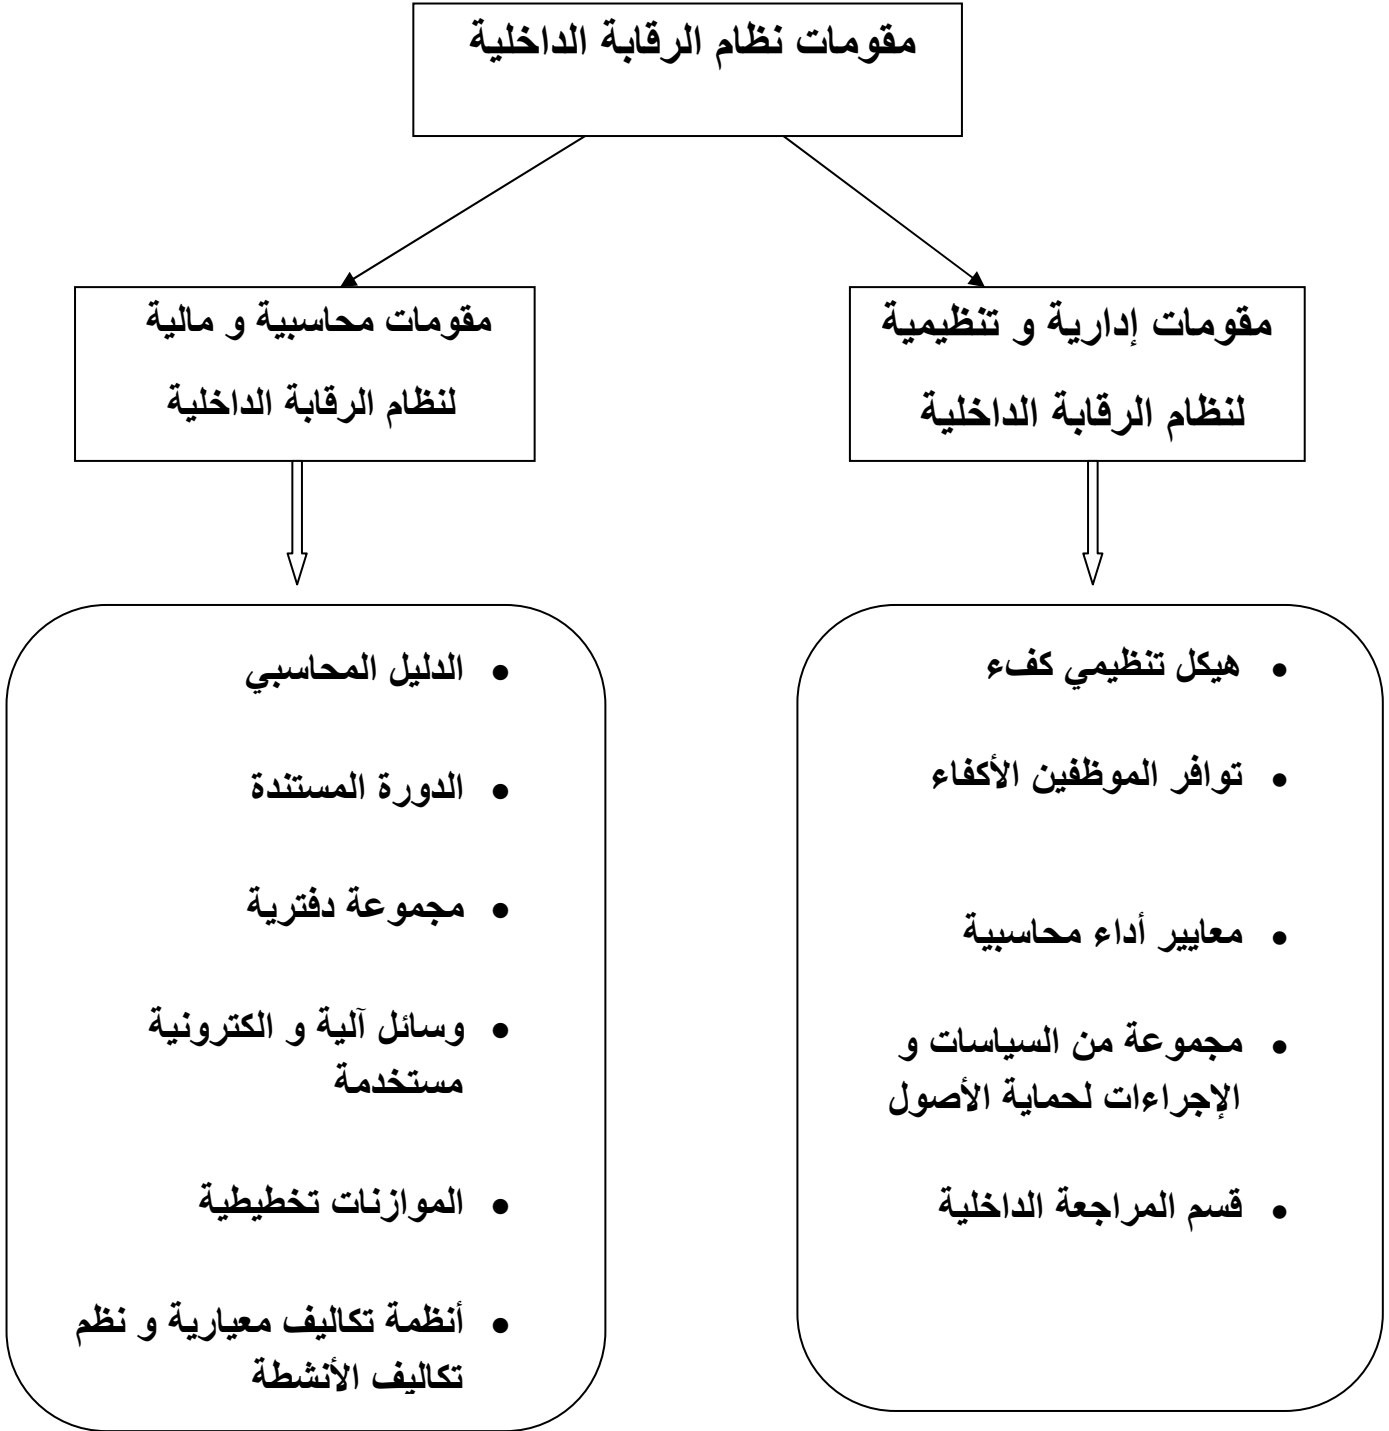 مقومات نظام الرقابة الداخلية
مقومات إدارية و تنظيمية
لنظام الرقابة الداخلية
• هيكل تنظيمي كفء
• توافر الموظفين الأكفاء
• معايير أداء محاسبية
• مجموعة من السياسات و
الإجراءات لحماية الأصول
• قسم المراجعة الداخلية
مقومات محاسبية و مالية
لنظام الرقابة الداخلية
• الدليل المحاسبي
• الدورة المستندة
• مجموعة دفترية
• وسائل آلية و الكترونية
مستخدمة
• الموازنات تخطيطية
• أنظمة تكاليف معيارية و نظم
تكاليف الأنشطة